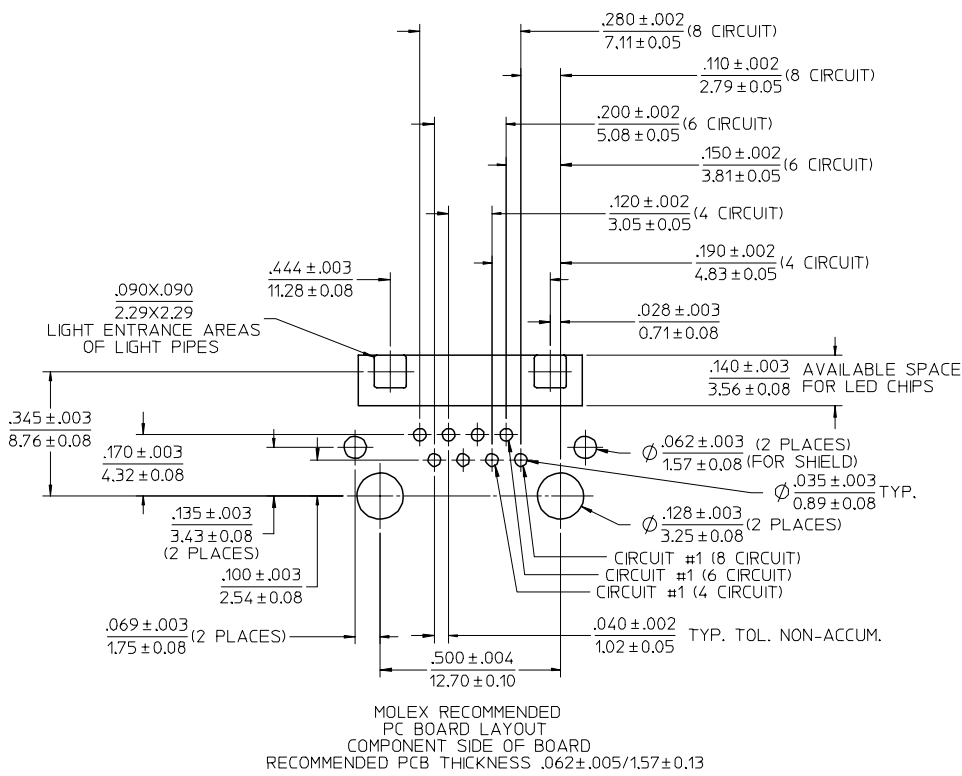 .280±.002
7.11±0.05 (8 CIRCUIT)
.110±.002
2.79±0.05 (8 CIRCUIT)
.200±.002
5.08±0.05 (6 CIRCUIT)
.150±.002
3.81±0.05 (6 CIRCUIT)
.120±.002
3.05±0.05 (4 CIRCUIT)
.190±.002
4.83±0.05 (4 CIRCUIT)
.444±.003
11.28±0.08
.028±.003
0.71±0.08
.090X.090
2.29X2.29
LIGHT ENTRANCE AREAS
OF LIGHT PIPES
.140±.003
3.56±0.08
AVAILABLE SPACE
FOR LED CHIPS
.345±.003
8.76±0.08
.170±.003
4.32±0.08
Ø .062±.003 (2 PLACES)
1.57±0.08 (FOR SHIELD)
Ø .035±.003 TYP.
0.89±0.08
.135±.003
3.43±0.08
(2 PLACES)
Ø .128±.003 (2 PLACES)
3.25±0.08
.100±.003
2.54±0.08
CIRCUIT #1 (8 CIRCUIT)
CIRCUIT #1 (6 CIRCUIT)
CIRCUIT #1 (4 CIRCUIT)
.069±.003 (2 PLACES)
1.75±0.08
.040±.002 TYP. TOL. NON-ACCUM.
1.02±0.05
.500±.004
12.70±0.10
MOLEX RECOMMENDED
PC BOARD LAYOUT
COMPONENT SIDE OF BOARD
RECOMMENDED PCB THICKNESS .062±.005/1.57±0.13